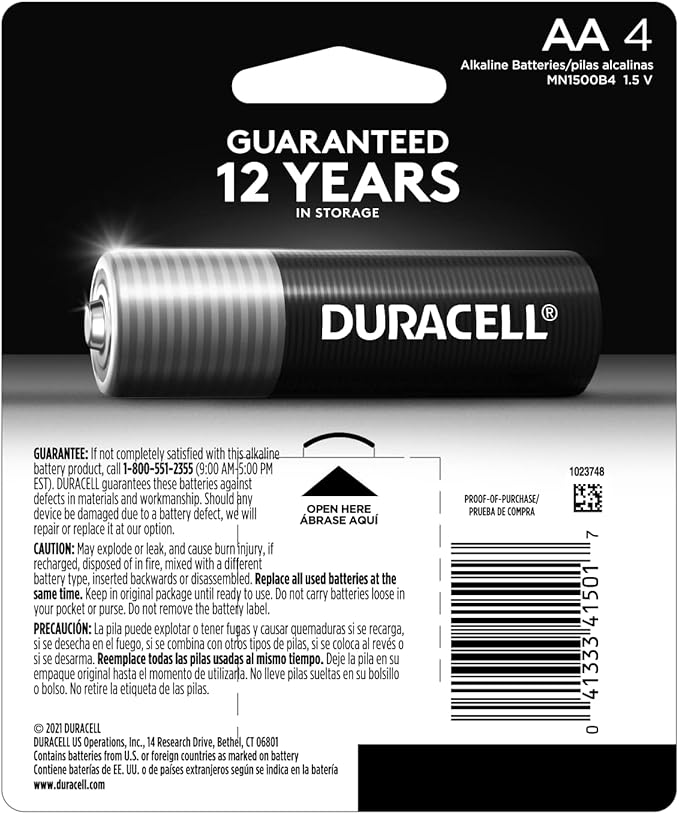 AA 4
Alkaline Batteries/pilas alcalinas
MN1500B4 1.5 V
GUARANTEED
12 YEARS
IN STORAGE
DURACELL®
GUARANTEE: If not completely satisfied with this alkaline
battery product, call 1-800-551-2355 (9:00 AM-5:00 PM
EST). DURACELL guarantees these batteries against
defects in materials and workmanship. Should any
device be damaged due to a battery defect, we will
repair or replace it at our option.
CAUTION: May explode or leak, and cause burn injury, if
recharged, disposed of in fire, mixed with a different
battery type, inserted backwards or disassembled. Replace all used batteries at the
same time. Keep in original package until ready to use. Do not carry batteries loose in
your pocket or purse. Do not remove the battery label.
PRECAUCIÓN: La pila puede explotar o tener fugas y causar quemaduras si se recarga,
si se desecha en el fuego, si se combina con otros tipos de pilas, si se coloca al revés o
si se desarma. Reemplace todas las pilas usadas al mismo tiempo. Deje la pila en su
empaque original hasta el momento de utilizarla. No lleve pilas sueltas en su bolsillo
o bolso. No retire la etiqueta de las pilas.
OPEN HERE
ÁBRASE AQUÍ
1023748
PROOF-OF-PURCHASE/
PRUEBA DE COMPRA
0 41333 41501 7
© 2021 DURACELL
DURACELL US Operations, Inc., 14 Research Drive, Bethel, CT 06801
Contains batteries from U.S. or foreign countries as marked on battery
Contiene baterías de EE. UU. o de países extranjeros según se indica en la batería
www.duracell.com